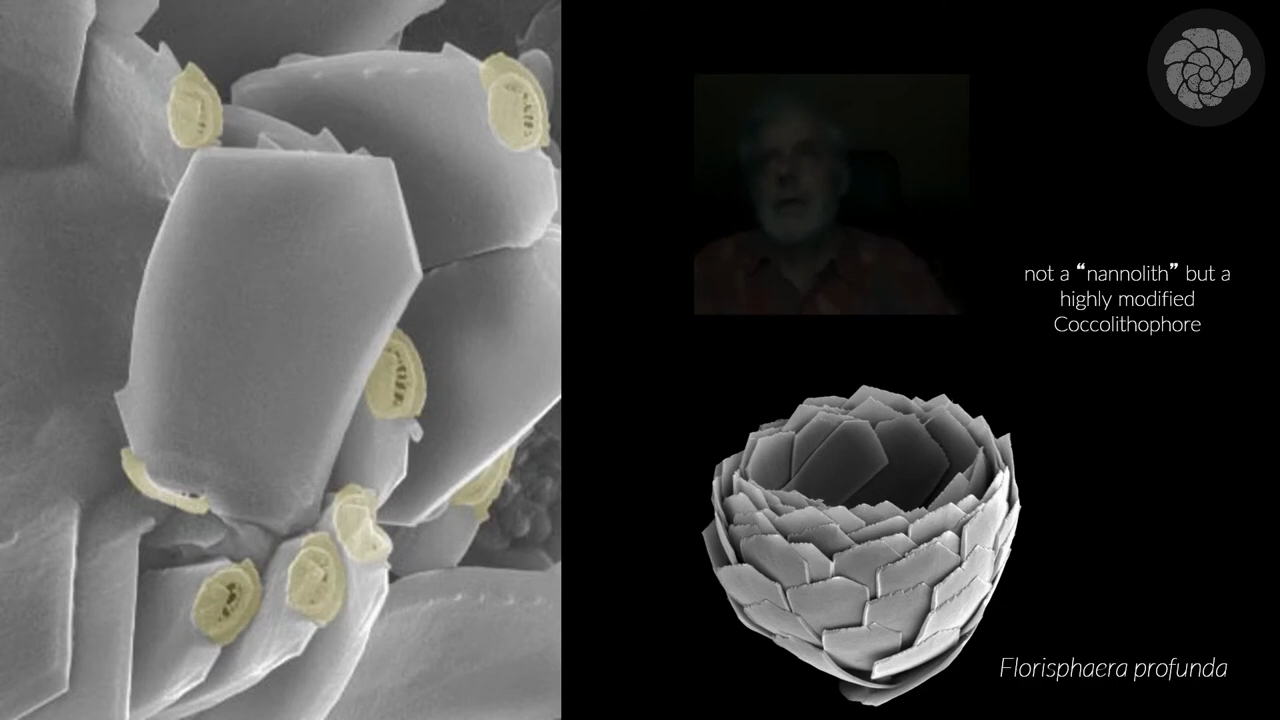 not a “nannolith” but a
highly modified
Coccolithophore
Florisphaera profunda